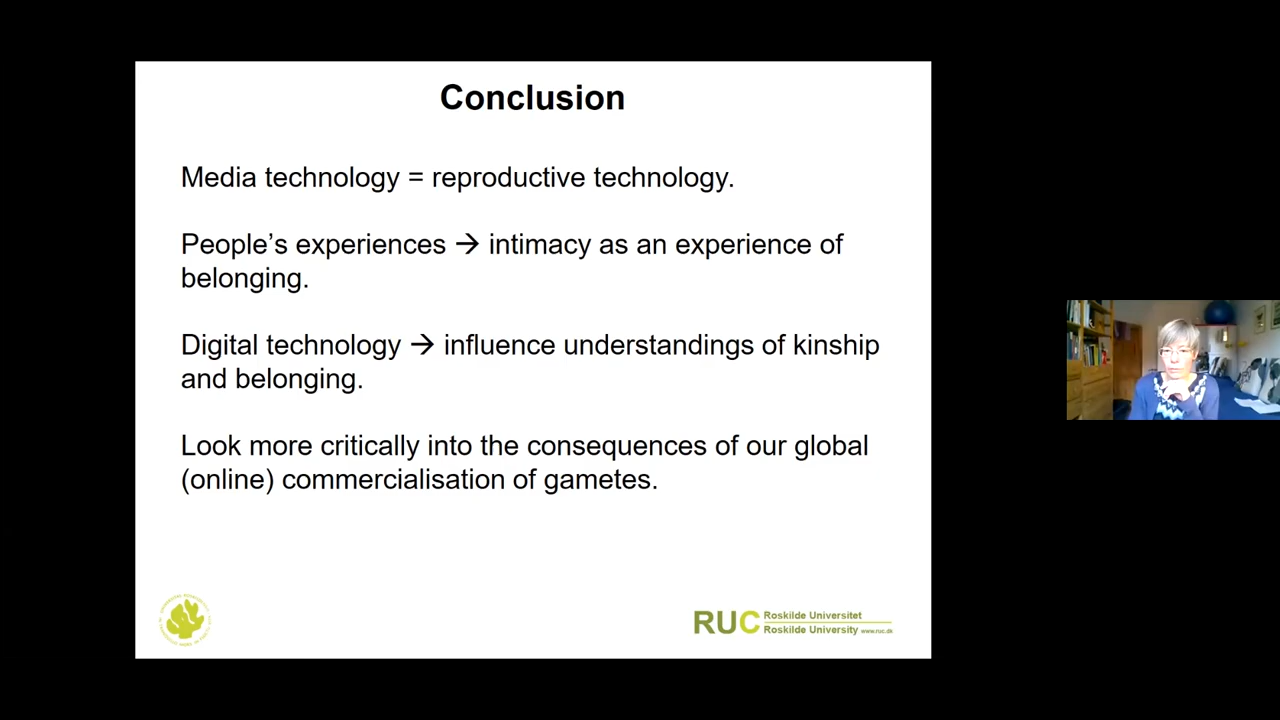 Conclusion
Media technology = reproductive technology.
People’s experiences → intimacy as an experience of
belonging.
Digital technology → influence understandings of kinship
and belonging.
Look more critically into the consequences of our global
(online) commercialisation of gametes.
RUC Roskilde Universitet
Roskilde University www.ruc.dk